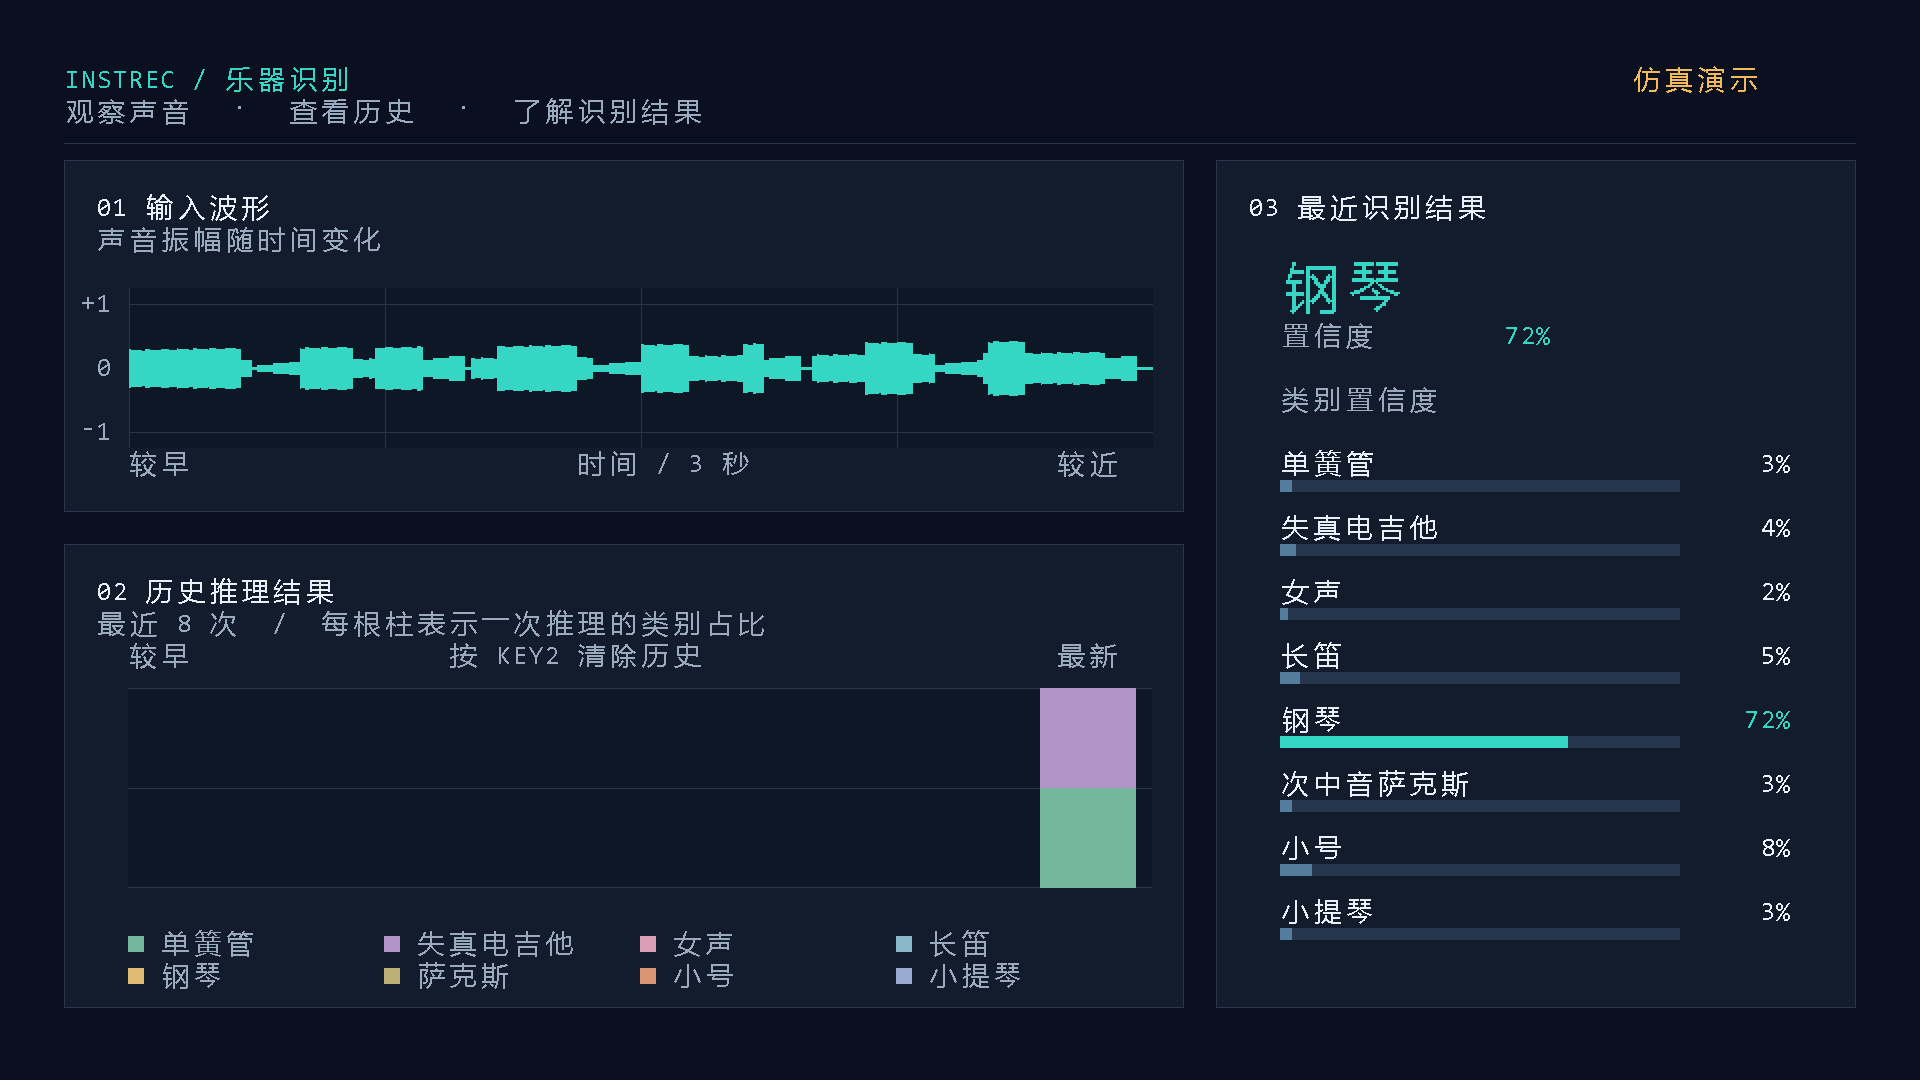 INSTREC / 乐器识别
仿真演示
观察声音 · 查看历史 · 了解识别结果
01 输入波形
声音振幅随时间变化
+1
0
-1
较早 时间 / 3 秒 较近
02 历史推理结果
最近 8 次 / 每根柱表示一次推理的类别占比
较早 按 KEY2 清除历史 最新
单簧管 失真电吉他 女声 长笛
钢琴 萨克斯 小号 小提琴
03 最近识别结果
钢琴
置信度 72%
类别置信度
单簧管 3%
失真电吉他 4%
女声 2%
长笛 5%
钢琴 72%
次中音萨克斯 3%
小号 8%
小提琴 3%